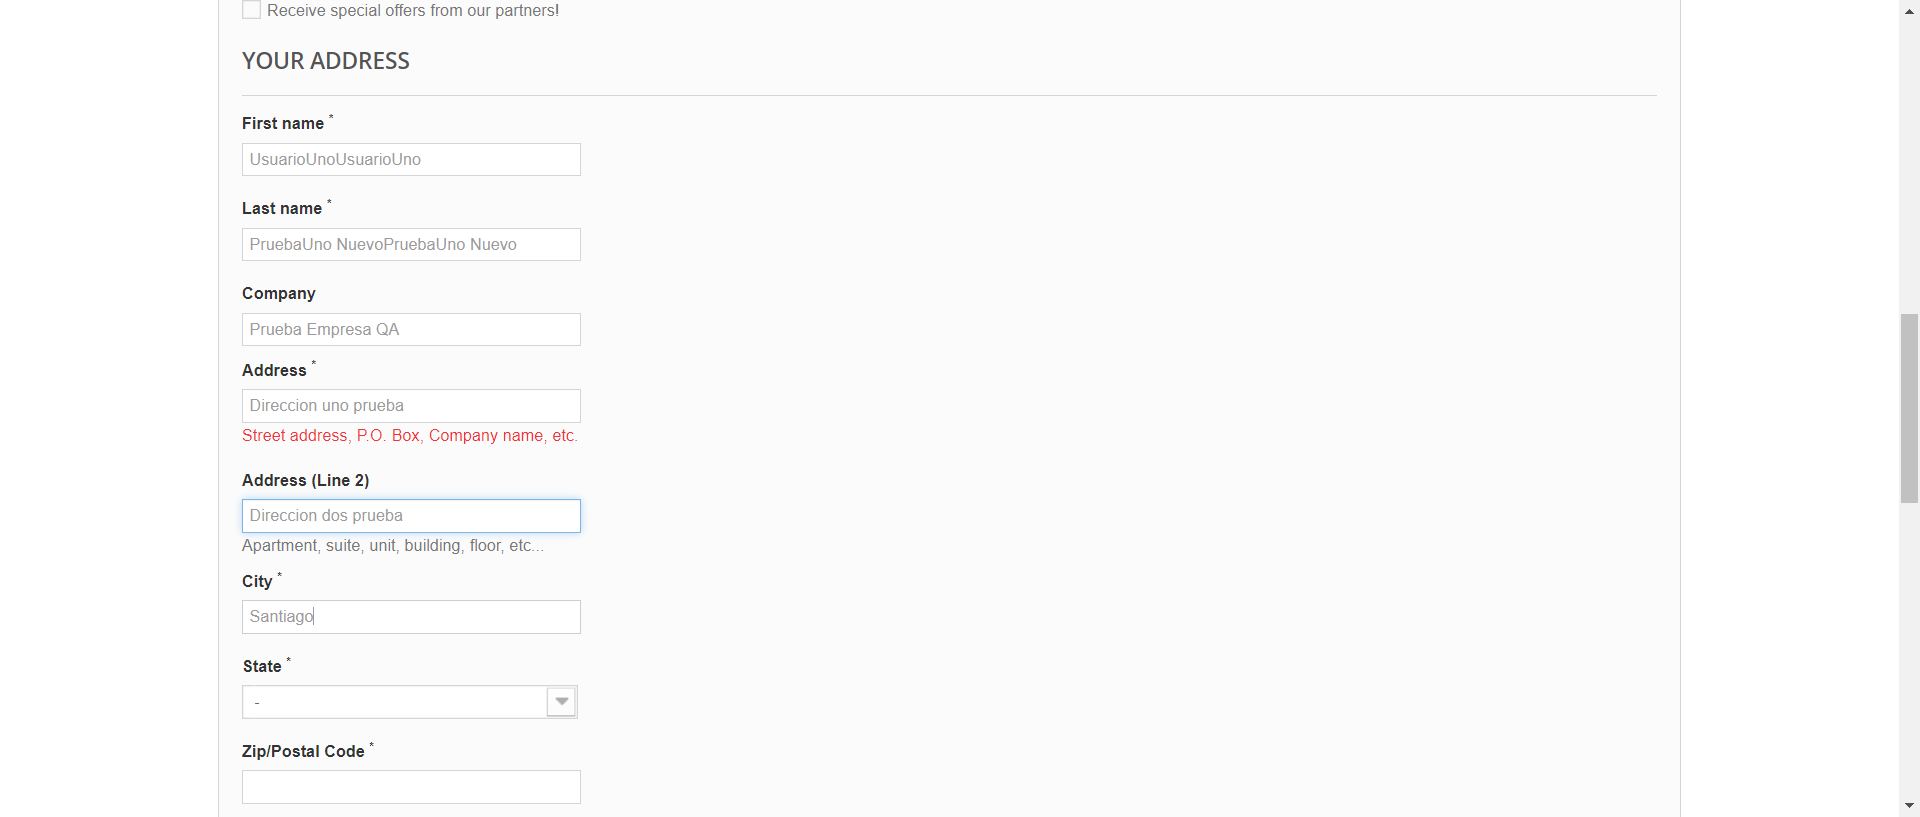 Receive special offers from our partners!
YOUR ADDRESS
First name *
UsuarioUnoUsuarioUno
Last name *
PruebaUno NuevoPruebaUno Nuevo
Company
Prueba Empresa QA
Address *
Direccion uno prueba
Street address, P.O. Box, Company name, etc.
Address (Line 2)
Direccion dos prueba
Apartment, suite, unit, building, floor, etc...
City *
Santiago
State *
-
Zip/Postal Code *